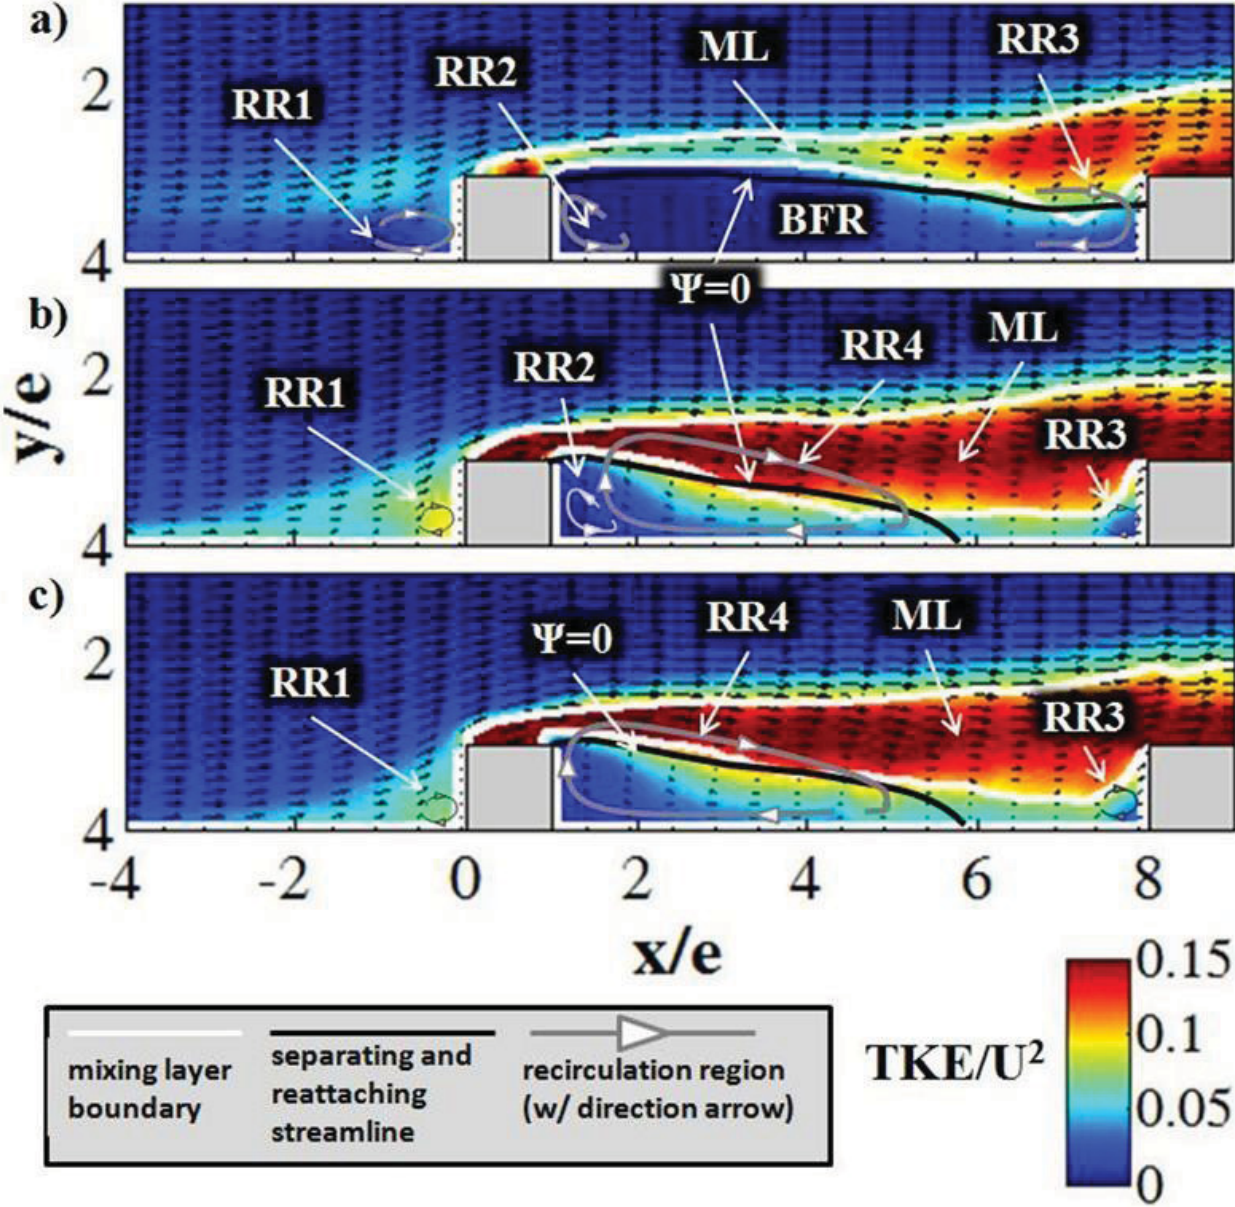 a)
2
4
RR1
RR2
ML
RR3
BFR
Ψ=0
b)
2
4
y/e
RR1
RR2
RR4
ML
RR3
c)
2
4
RR1
Ψ=0
RR4
ML
RR3
-4 -2 0 2 4 6 8
x/e
mixing layer
boundary
separating and
reattaching
streamline
recirculation region
(w/ direction arrow)
TKE/U²
0.15
0.1
0.05
0